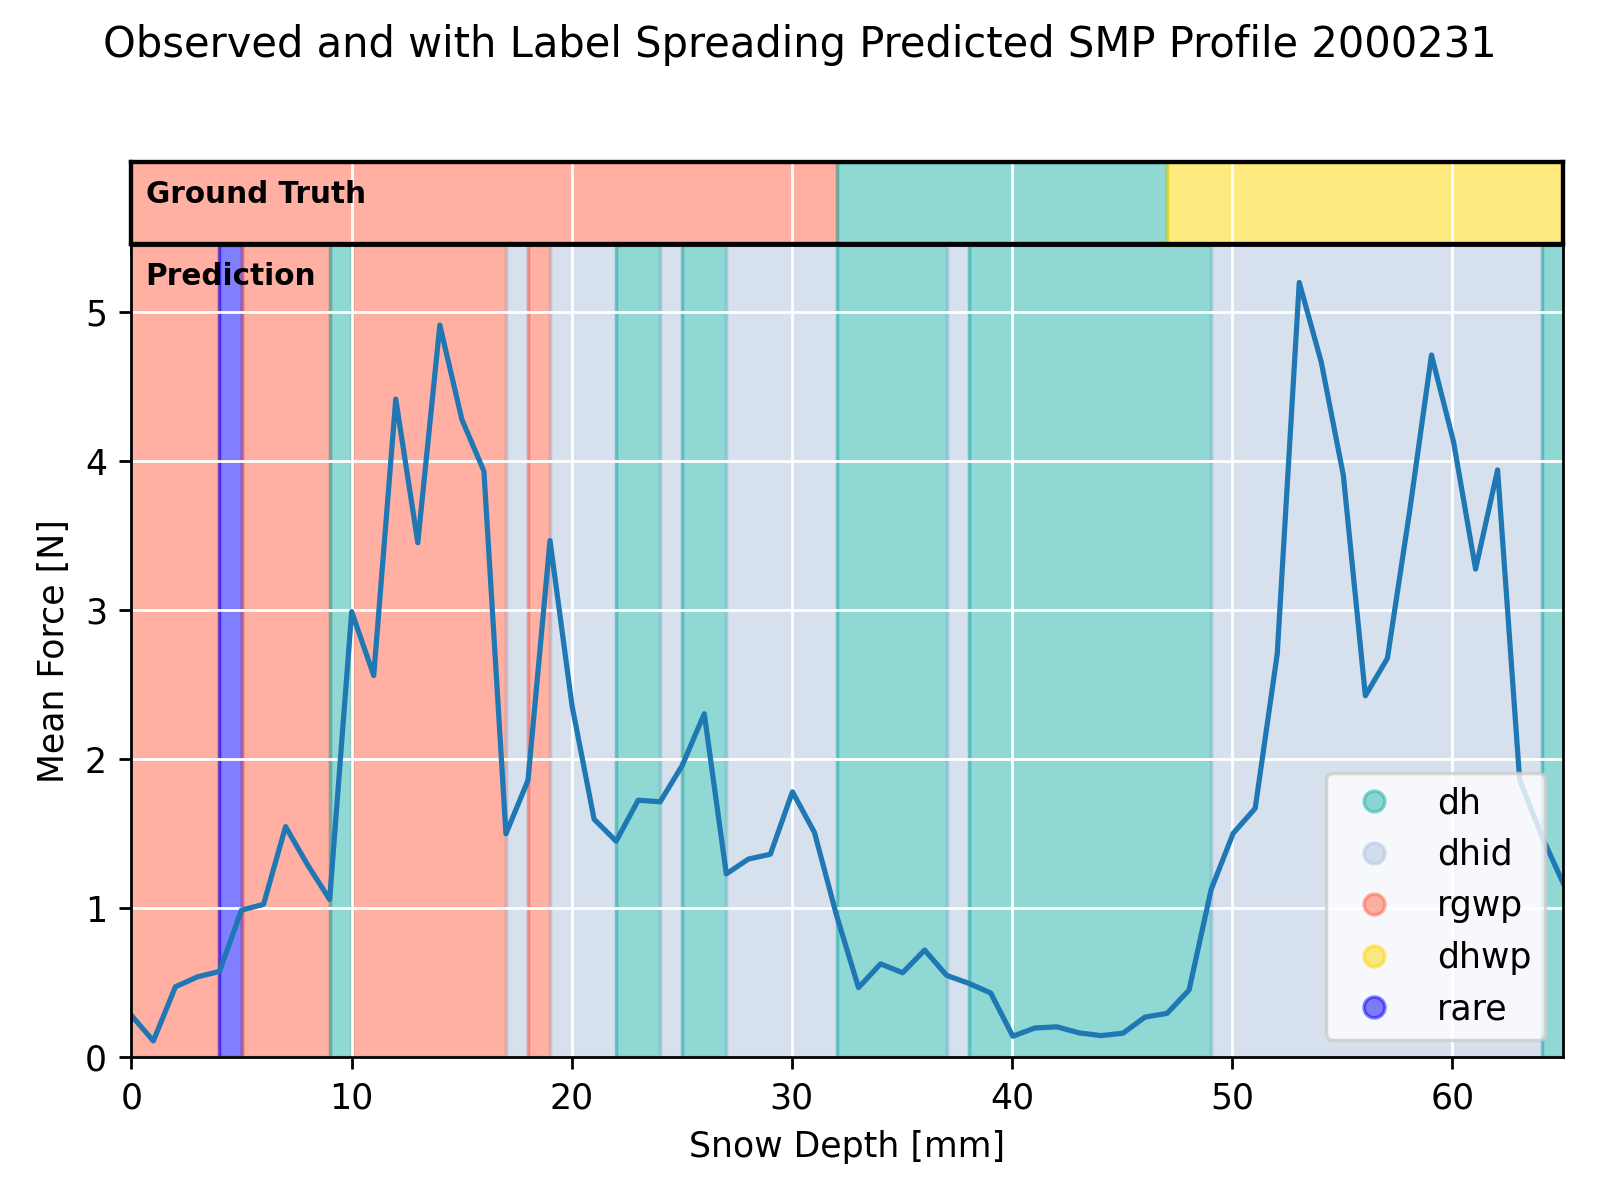 Observed and with Label Spreading Predicted SMP Profile 2000231
Ground Truth
Prediction
5
4
3
2
1
0
Mean Force [N]
dh
dhid
rgwp
dhwp
rare
0 10 20 30 40 50 60
Snow Depth [mm]